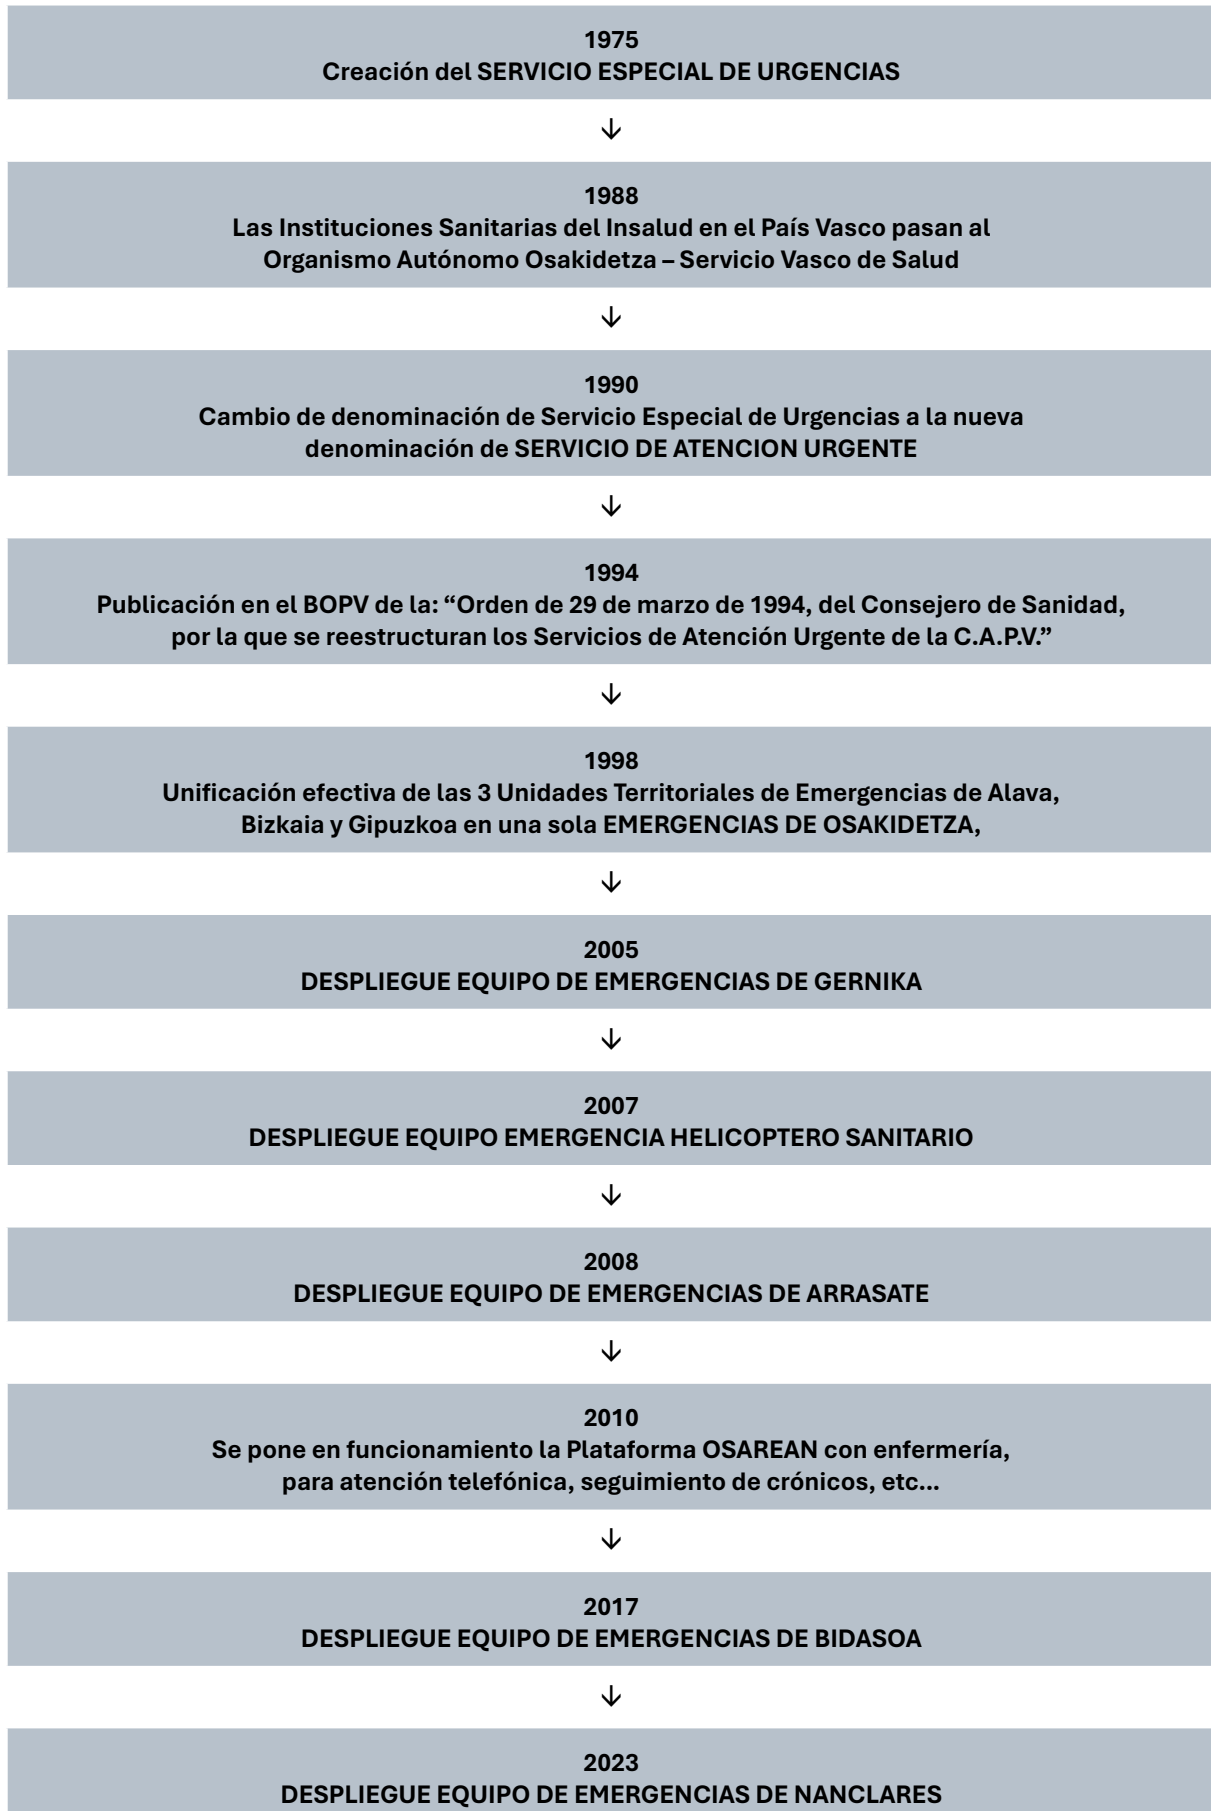 1975
Creación del SERVICIO ESPECIAL DE URGENCIAS
↓
1988
Las Instituciones Sanitarias del Insalud en el País Vasco pasan al
Organismo Autónomo Osakidetza – Servicio Vasco de Salud
↓
1990
Cambio de denominación de Servicio Especial de Urgencias a la nueva
denominación de SERVICIO DE ATENCION URGENTE
↓
1994
Publicación en el BOPV de la: “Orden de 29 de marzo de 1994, del Consejero de Sanidad,
por la que se reestructuran los Servicios de Atención Urgente de la C.A.P.V.”
↓
1998
Unificación efectiva de las 3 Unidades Territoriales de Emergencias de Alava,
Bizkaia y Gipuzkoa en una sola EMERGENCIAS DE OSAKIDETZA,
↓
2005
DESPLIEGUE EQUIPO DE EMERGENCIAS DE GERNIKA
↓
2007
DESPLIEGUE EQUIPO EMERGENCIA HELICOPTERO SANITARIO
↓
2008
DESPLIEGUE EQUIPO DE EMERGENCIAS DE ARRASATE
↓
2010
Se pone en funcionamiento la Plataforma OSAREAN con enfermería,
para atención telefónica, seguimiento de crónicos, etc...
↓
2017
DESPLIEGUE EQUIPO DE EMERGENCIAS DE BIDASOA
↓
2023
DESPLIEGUE EQUIPO DE EMERGENCIAS DE NANCLARES